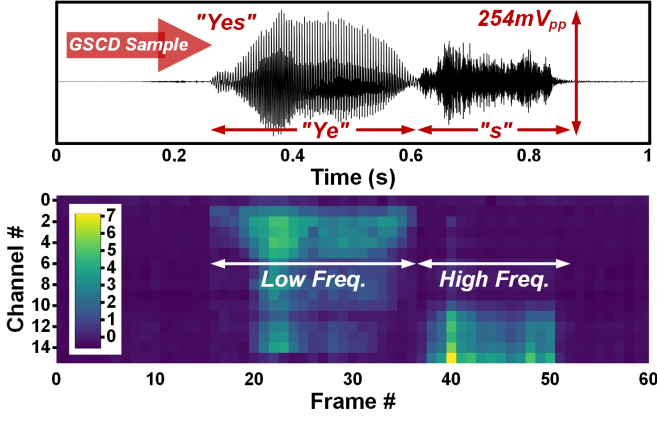 "Yes"
254mVpp
GSCD Sample
"Ye"
"s"
0 0.2 0.4 0.6 0.8 1
Time (s)
Channel #
0
2
4
6
8
10
12
14
7
6
5
4
3
2
1
0
Low Freq.
High Freq.
0 10 20 30 40 50 60
Frame #